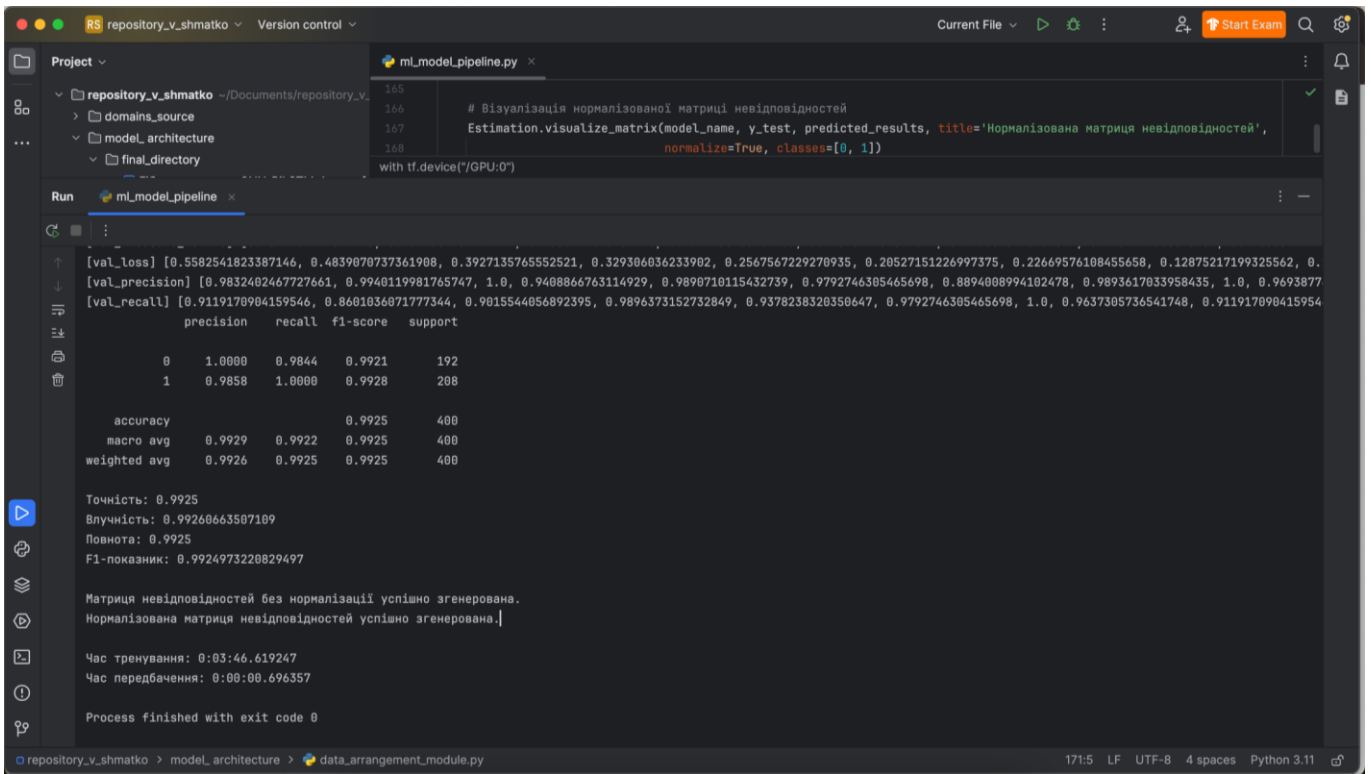 RS repository_v_shmatko Version control Current File Start Exam
Project ml_model_pipeline.py
repository_v_shmatko ~/Documents/repository_v_
domains_source
model_ architecture
final_directory
165
166 # Візуалізація нормалізованої матриці невідповідностей
167 Estimation.visualize_matrix(model_name, y_test, predicted_results, title='Нормалізована матриця невідповідностей',
168 normalize=True, classes=[0, 1])
with tf.device("/GPU:0")
Run ml_model_pipeline
[val_loss] [0.5582541823387146, 0.4839070737361908, 0.3927135765552521, 0.329306036233902, 0.2567567229270935, 0.20527151226997375, 0.22669576108455658, 0.12875217199325562, 0.
[val_precision] [0.9832402467727661, 0.99401199817657​47, 1.0, 0.9408866763114929, 0.9890710115432739, 0.9792746305465698, 0.8894008994102478, 0.9893617033958435, 1.0, 0.9693877
[val_recall] [0.9119170904159546, 0.8601036071777344, 0.9015544056892395, 0.9896373152732849, 0.9378238320350647, 0.9792746305465698, 1.0, 0.9637305736541748, 0.911917090415954
precision recall f1-score support
0 1.0000 0.9844 0.9921 192
1 0.9858 1.0000 0.9928 208
accuracy 0.9925 400
macro avg 0.9929 0.9922 0.9925 400
weighted avg 0.9926 0.9925 0.9925 400
Точність: 0.9925
Влучність: 0.99260663507109
Повнота: 0.9925
F1-показник: 0.9924973220829497
Матриця невідповідностей без нормалізації успішно згенерована.
Нормалізована матриця невідповідностей успішно згенерована.
Час тренування: 0:03:46.619247
Час передбачення: 0:00:00.696357
Process finished with exit code 0
repository_v_shmatko > model_ architecture > data_arrangement_module.py 171:5 LF UTF-8 4 spaces Python 3.11